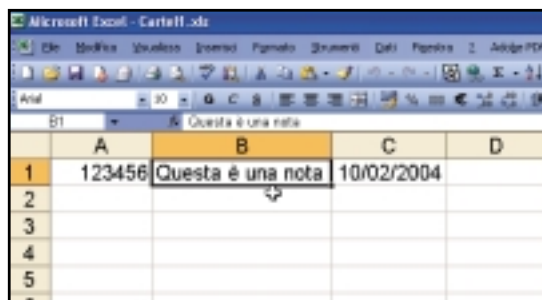 Microsoft Excel - Cartel1.xls
File Modifica Visualizza Inserisci Formato Strumenti Dati Finestra ? Adobe PDF
Arial 10 G C S
B1 fx Questa è una nota
A B C D
1 123456 Questa è una nota 10/02/2004
2
3
4
5